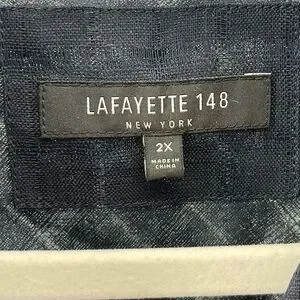 LAFAYETTE 148
NEW YORK
2X
MADE IN
CHINA